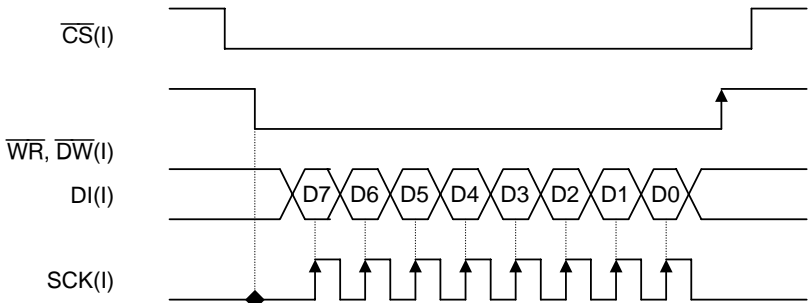 CS(I)
WR, DW(I)
DI(I) D7 D6 D5 D4 D3 D2 D1 D0
SCK(I)